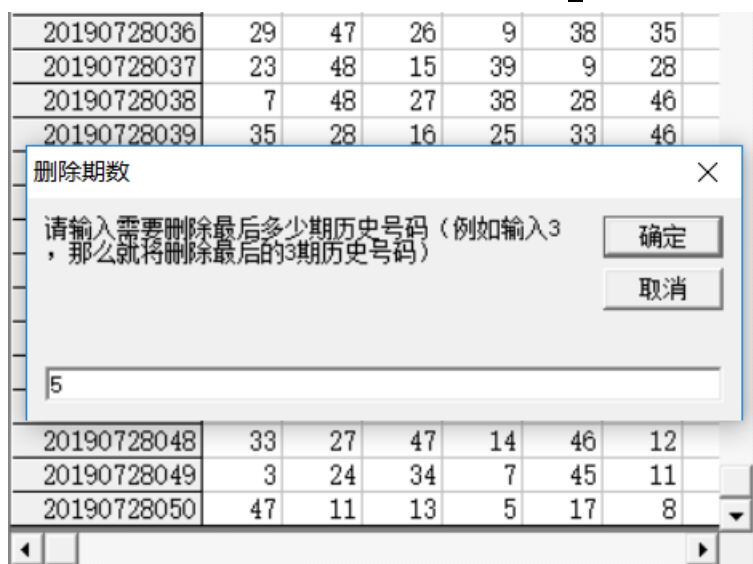 20190728036 29 47 26 9 38 35
20190728037 23 48 15 39 9 28
20190728038 7 48 27 38 28 46
20190728039 35 28 16 25 33 46
删除期数
请输入需要删除最后多少期历史号码（例如输入3
，那么就将删除最后的3期历史号码）
确定
取消
5
20190728048 33 27 47 14 46 12
20190728049 3 24 34 7 45 11
20190728050 47 11 13 5 17 8